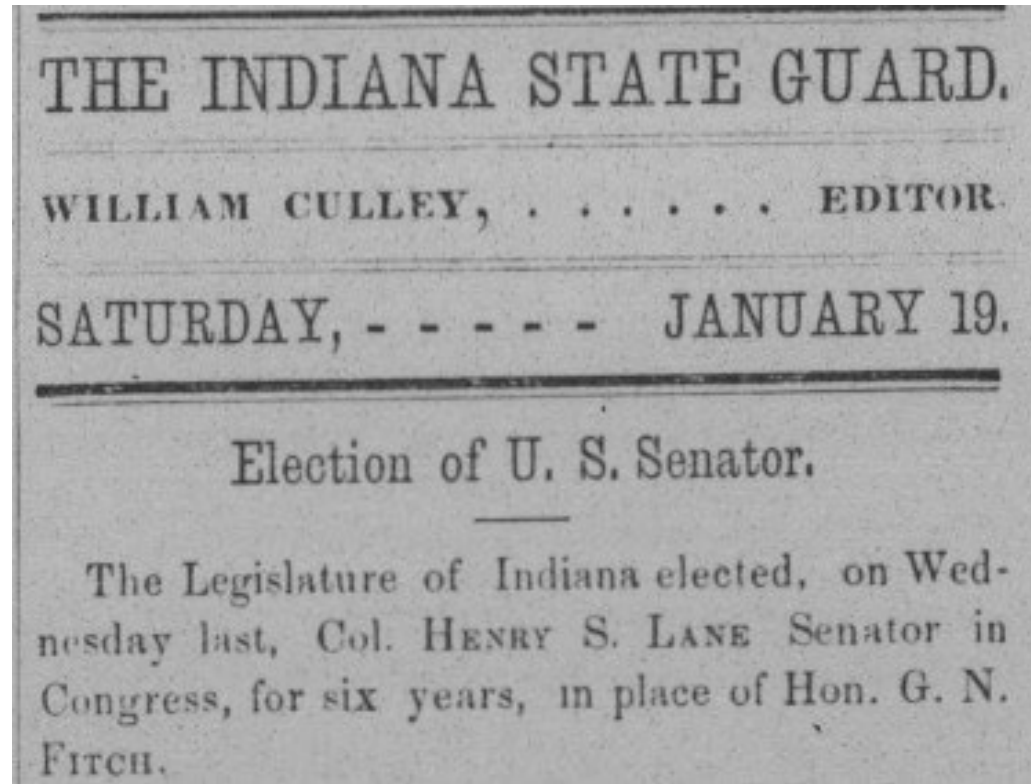 THE INDIANA STATE GUARD.
WILLIAM CULLEY, . . . . . . EDITOR.
SATURDAY, - - - - - JANUARY 19.
Election of U. S. Senator.
The Legislature of Indiana elected, on Wed-
nesday last, Col. HENRY S. LANE Senator in
Congress, for six years, in place of Hon. G. N.
FITCH.